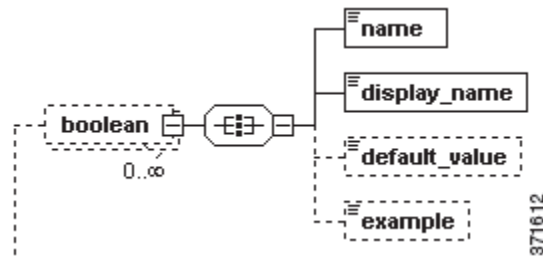 name
display_name
boolean
0..∞
default_value
example
371612